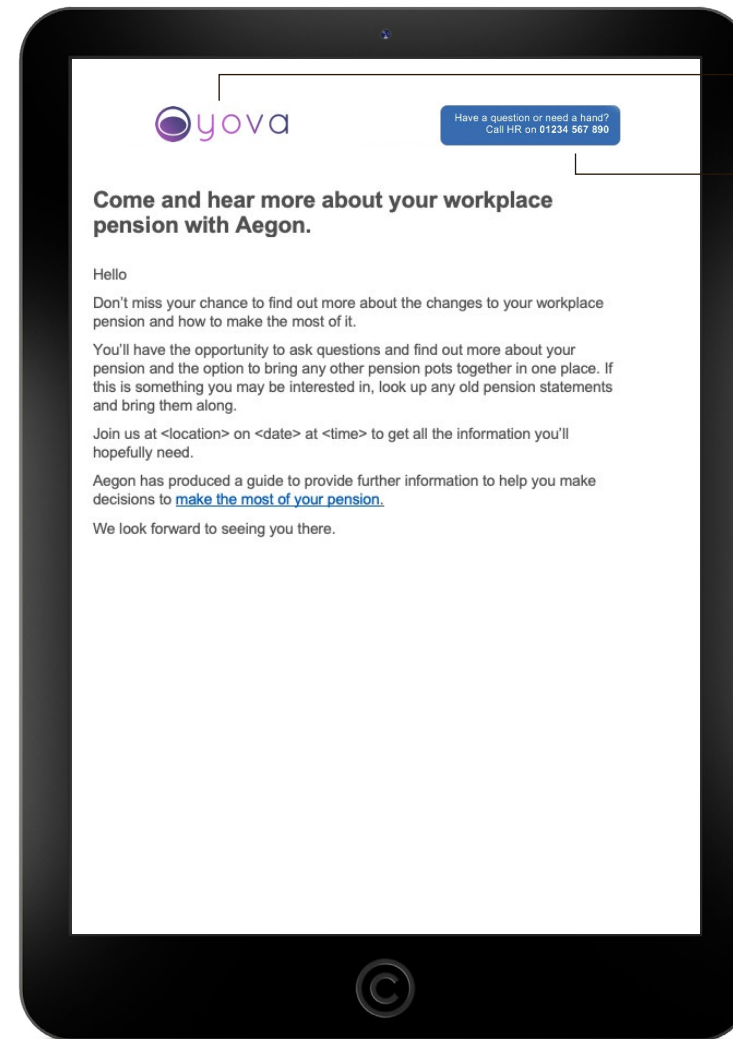 yova
Have a question or need a hand?
Call HR on 01234 567 890
Come and hear more about your workplace
pension with Aegon.
Hello
Don’t miss your chance to find out more about the changes to your workplace
pension and how to make the most of it.
You’ll have the opportunity to ask questions and find out more about your
pension and the option to bring any other pension pots together in one place. If
this is something you may be interested in, look up any old pension statements
and bring them along.
Join us at <location> on <date> at <time> to get all the information you’ll
hopefully need.
Aegon has produced a guide to provide further information to help you make
decisions to make the most of your pension.
We look forward to seeing you there.
©